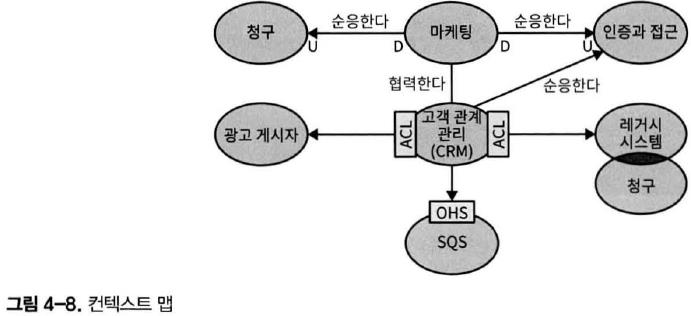 청구
순응한다
마케팅
순응한다
인증과 접근
U
D
D
U
협력한다
순응한다
광고 게시자
ACL
고객 관계
관리
(CRM)
ACL
레거시
시스템
청구
OHS
SQS
그림 4-8. 컨텍스트 맵